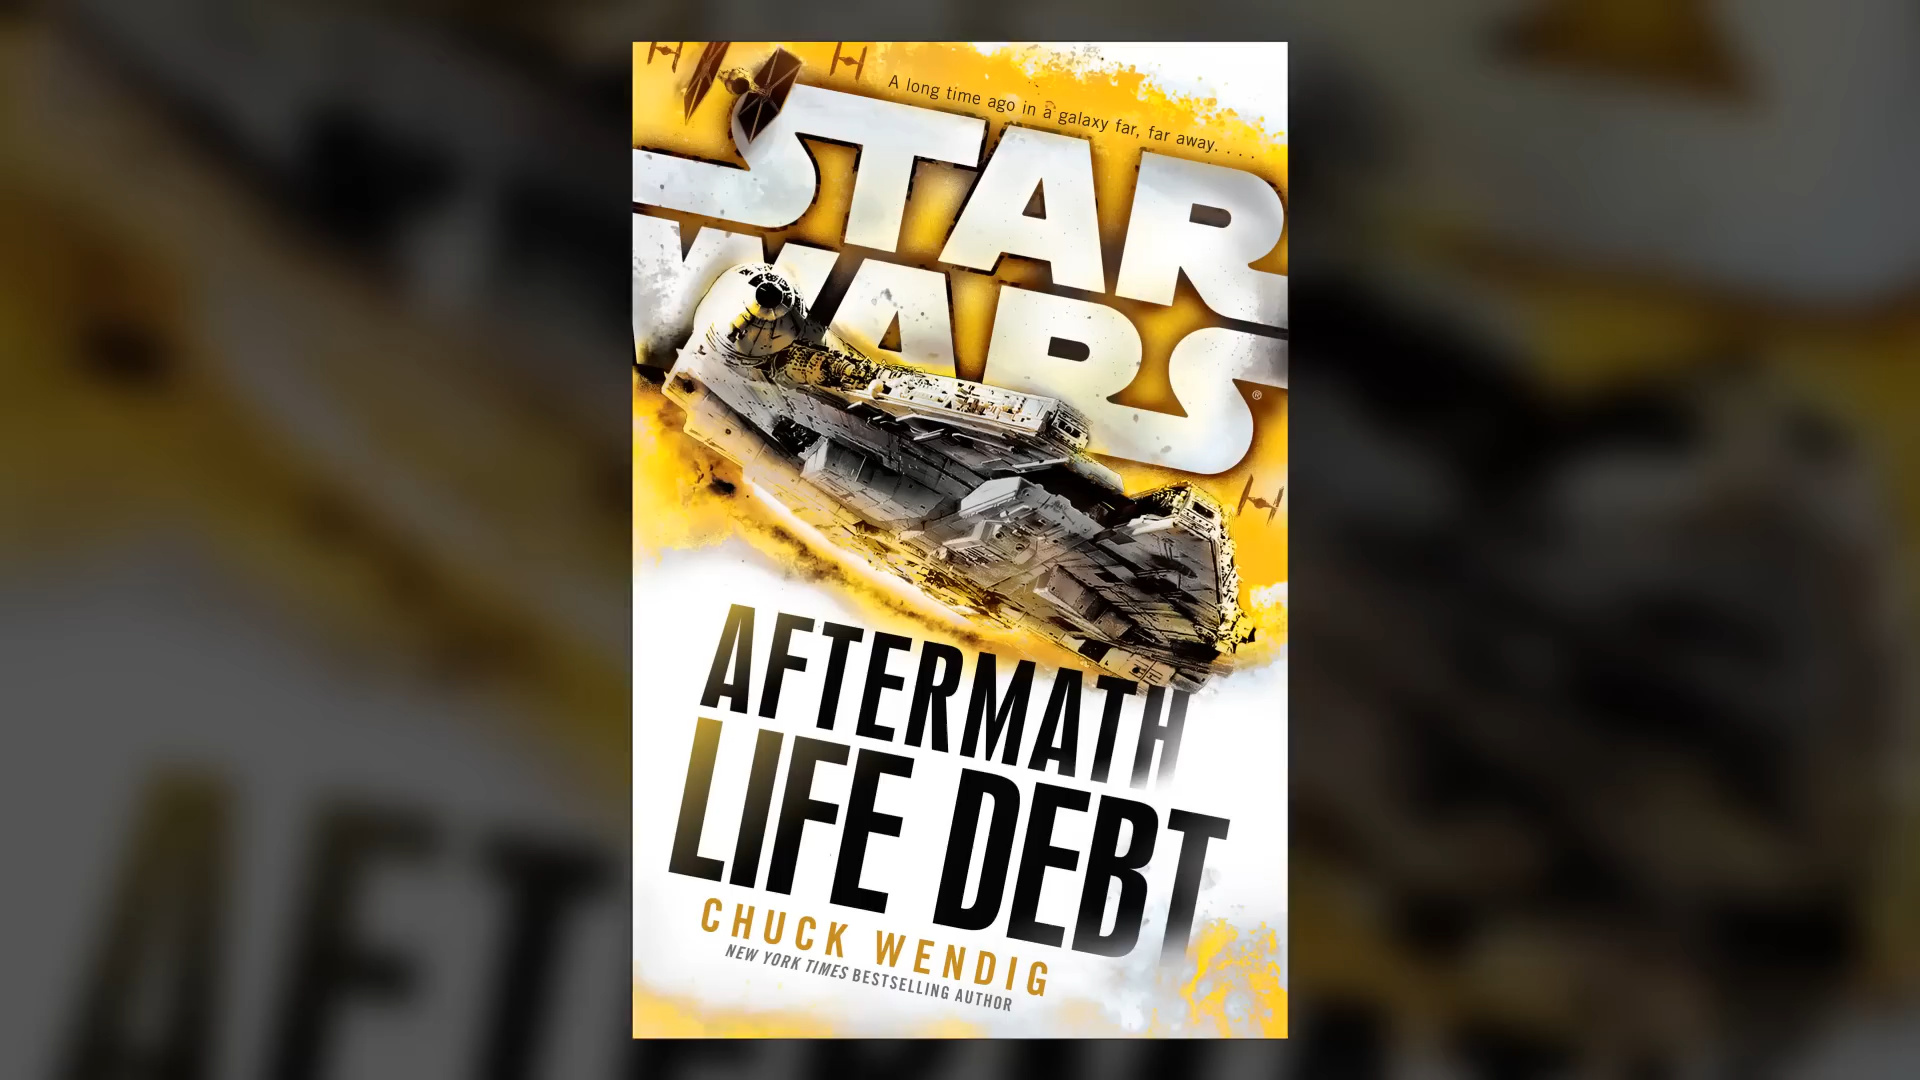 A long time ago in a galaxy far, far away. . . .
STAR
WARS
®
AFTERMATH
LIFE DEBT
CHUCK WENDIG
NEW YORK TIMES BESTSELLING AUTHOR